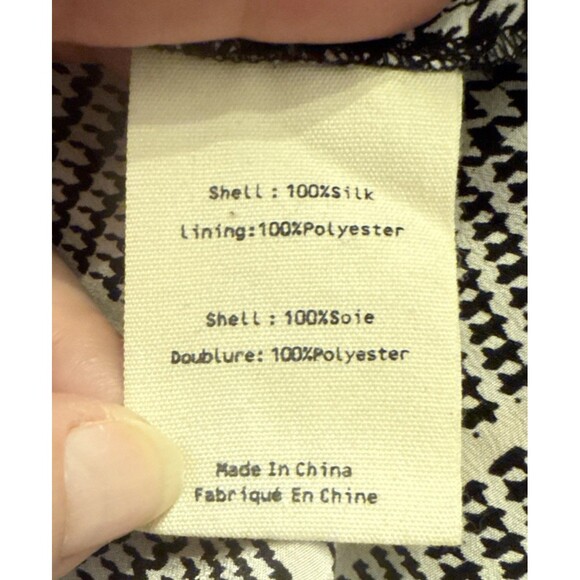 Shell : 100%Silk
lining:100%Polyester
Shell : 100%Soie
Doublure: 100%Polyester
Made In China
Fabriqué En Chine